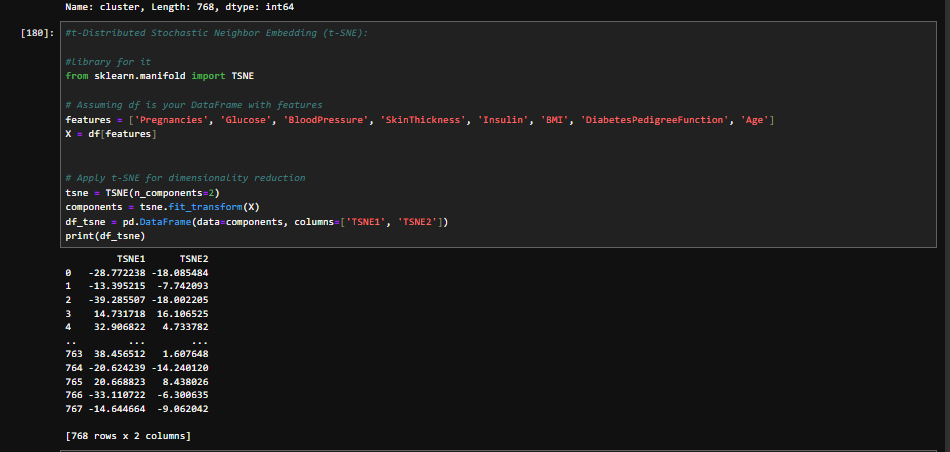 Name: cluster, Length: 768, dtype: int64
[180]: #t-Distributed Stochastic Neighbor Embedding (t-SNE):
#library for it
from sklearn.manifold import TSNE
# Assuming df is your DataFrame with features
features = ['Pregnancies', 'Glucose', 'BloodPressure', 'SkinThickness', 'Insulin', 'BMI', 'DiabetesPedigreeFunction', 'Age']
X = df[features]
# Apply t-SNE for dimensionality reduction
tsne = TSNE(n_components=2)
components = tsne.fit_transform(X)
df_tsne = pd.DataFrame(data=components, columns=['TSNE1', 'TSNE2'])
print(df_tsne)
TSNE1 TSNE2
0 -28.772238 -18.085484
1 -13.395215 -7.742093
2 -39.285507 -18.002205
3 14.731718 16.106525
4 32.906822 4.733782
.. ... ...
763 38.456512 1.607648
764 -20.624239 -14.240120
765 20.668823 8.438026
766 -33.110722 -6.300635
767 -14.644664 -9.062042
[768 rows x 2 columns]